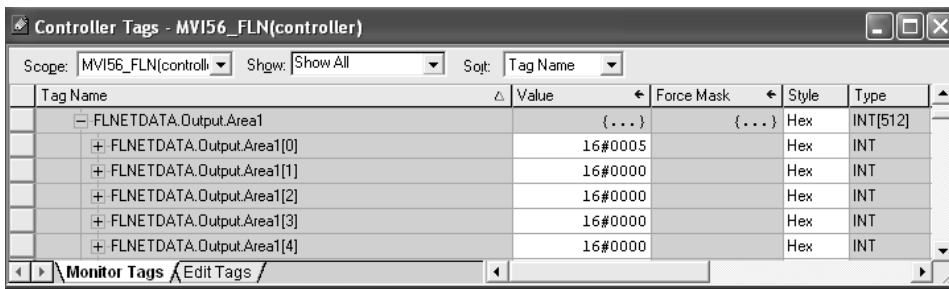 Controller Tags - MVI56_FLN(controller)
Scope: MVI56_FLN(controll Show: Show All Sort: Tag Name
Tag Name Value Force Mask Style Type
FLNETDATA.Output.Area1 {...} {...} Hex INT[512]
FLNETDATA.Output.Area1[0] 16#0005 Hex INT
FLNETDATA.Output.Area1[1] 16#0000 Hex INT
FLNETDATA.Output.Area1[2] 16#0000 Hex INT
FLNETDATA.Output.Area1[3] 16#0000 Hex INT
FLNETDATA.Output.Area1[4] 16#0000 Hex INT
Monitor Tags Edit Tags